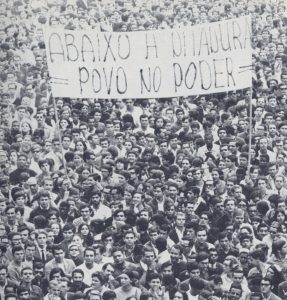 ABAIXO A DITADURA
= POVO NO PODER =